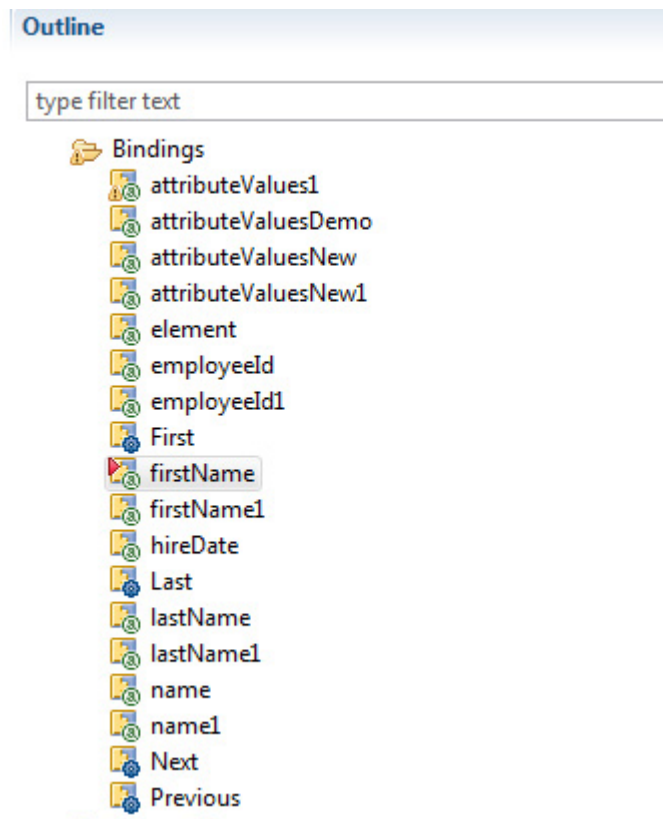 Outline
type filter text
Bindings
attributeValues1
attributeValuesDemo
attributeValuesNew
attributeValuesNew1
element
employeeId
employeeId1
First
firstName
firstName1
hireDate
Last
lastName
lastName1
name
name1
Next
Previous